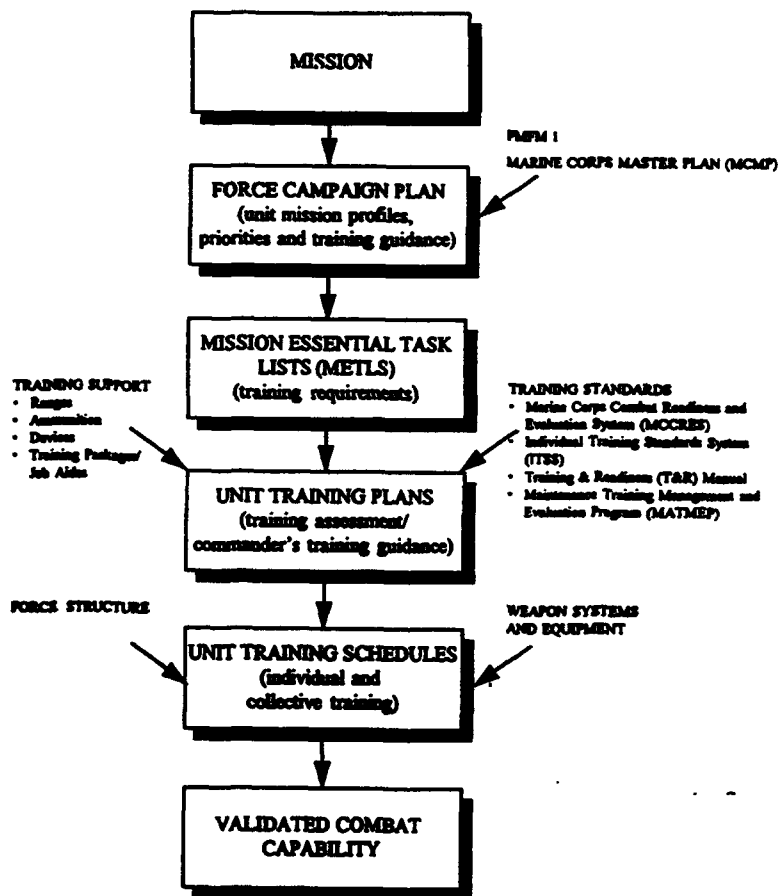 MISSION
FMFM 1
MARINE CORPS MASTER PLAN (MCMP)
FORCE CAMPAIGN PLAN
(unit mission profiles,
priorities and training guidance)
MISSION ESSENTIAL TASK
LISTS (METLS)
(training requirements)
TRAINING SUPPORT
• Ranges
• Ammunition
• Devices
• Training Packages/
Job Aides
TRAINING STANDARDS
• Marine Corps Combat Readiness and
Evaluation System (MCCRES)
• Individual Training Standards System
(ITSS)
• Training & Readiness (T&R) Manual
• Maintenance Training Management and
Evaluation Program (MATMEP)
UNIT TRAINING PLANS
(training assessment/
commander's training guidance)
FORCE STRUCTURE
WEAPON SYSTEMS
AND EQUIPMENT
UNIT TRAINING SCHEDULES
(individual and
collective training)
VALIDATED COMBAT
CAPABILITY